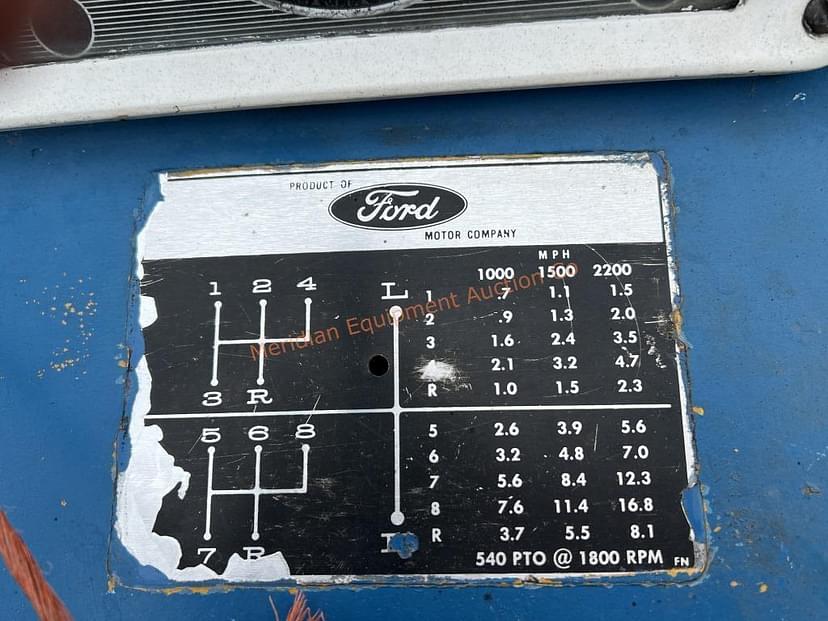 PRODUCT OF
Ford
MOTOR COMPANY
MPH
1000 1500 2200
1 2 4 L 1 .7 1.1 1.5
2 .9 1.3 2.0
3 1.6 2.4 3.5
2.1 3.2 4.7
3 R R 1.0 1.5 2.3
5 6 8 5 2.6 3.9 5.6
6 3.2 4.8 7.0
7 5.6 8.4 12.3
8 7.6 11.4 16.8
7 R R 3.7 5.5 8.1
540 PTO @ 1800 RPM FN
Meridian Equipment Auction Co